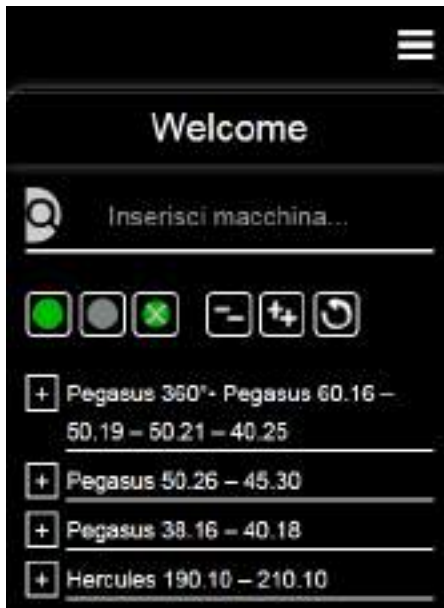 Welcome
Inserisci macchina...
Pegasus 360°- Pegasus 60.16 –
50.19 – 50.21 – 40.25
Pegasus 50.26 – 45.30
Pegasus 38.16 – 40.18
Hercules 190.10 – 210.10